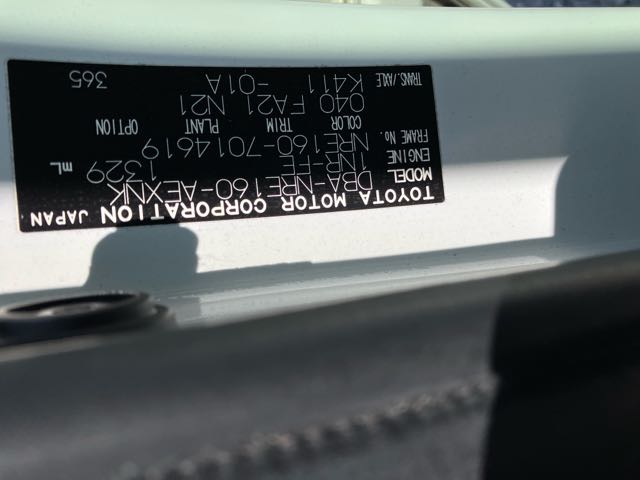 TOYOTA MOTOR CORPORATION JAPAN
MODEL DBA-NRE160-AEXNK
ENGINE 1NR-FE 1329 mL
FRAME No. NRE160-7014619
COLOR TRIM PLANT OPTION
040 FA21 N21
TRANS./AXLE K411 -01A 365